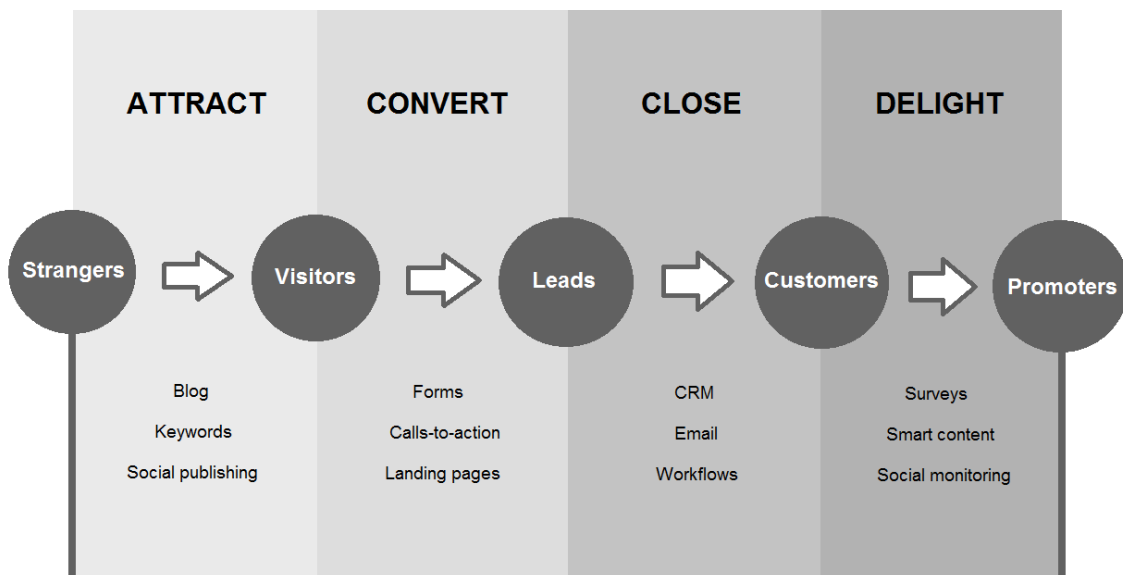 ATTRACT
CONVERT
CLOSE
DELIGHT
Strangers
Visitors
Leads
Customers
Promoters
Blog
Keywords
Social publishing
Forms
Calls-to-action
Landing pages
CRM
Email
Workflows
Surveys
Smart content
Social monitoring